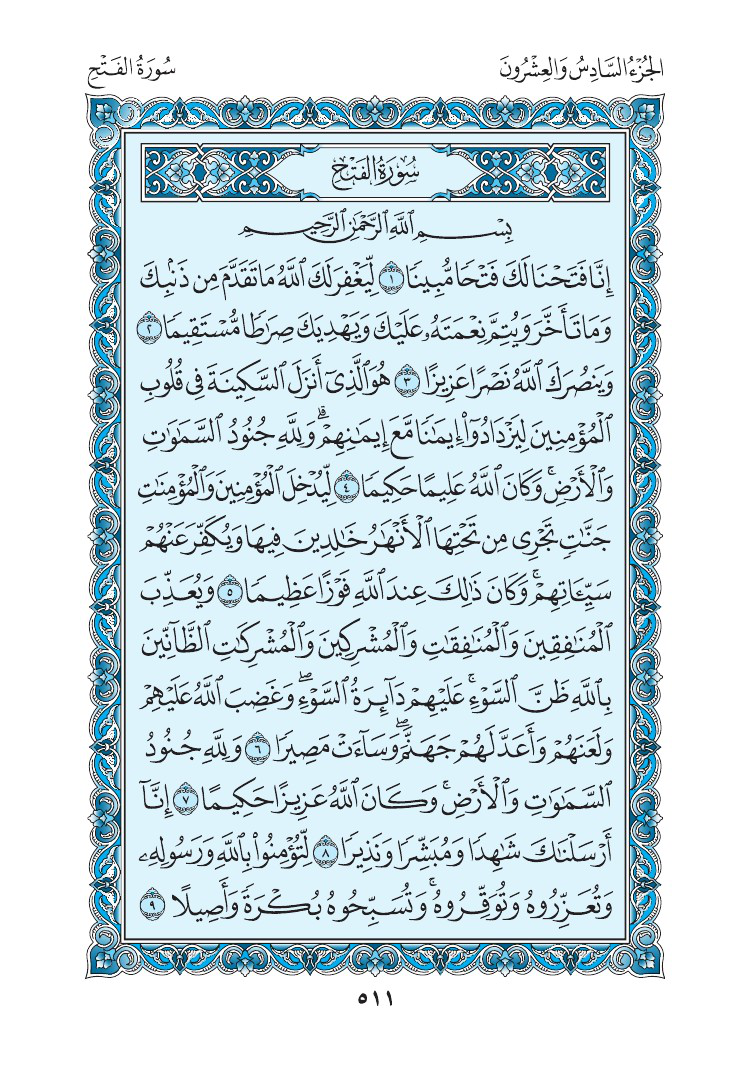 الجُزْءُ السَّادِسُ وَالعِشْرُونَ
سُورَةُ الفَتْحِ
سُورَةُ الفَتْحِ
بِسْمِ ٱللَّهِ ٱلرَّحْمَٰنِ ٱلرَّحِيمِ
إِنَّا فَتَحْنَا لَكَ فَتْحًا مُّبِينًا ١ لِّيَغْفِرَ لَكَ ٱللَّهُ مَا تَقَدَّمَ مِن ذَنۢبِكَ
وَمَا تَأَخَّرَ وَيُتِمَّ نِعْمَتَهُۥ عَلَيْكَ وَيَهْدِيَكَ صِرَٰطًا مُّسْتَقِيمًا ٢
وَيَنصُرَكَ ٱللَّهُ نَصْرًا عَزِيزًا ٣ هُوَ ٱلَّذِىٓ أَنزَلَ ٱلسَّكِينَةَ فِى قُلُوبِ
ٱلْمُؤْمِنِينَ لِيَزْدَادُوٓا۟ إِيمَٰنًا مَّعَ إِيمَٰنِهِمْ ۗ وَلِلَّهِ جُنُودُ ٱلسَّمَٰوَٰتِ
وَٱلْأَرْضِ ۚ وَكَانَ ٱللَّهُ عَلِيمًا حَكِيمًا ٤ لِّيُدْخِلَ ٱلْمُؤْمِنِينَ وَٱلْمُؤْمِنَٰتِ
جَنَّٰتٍ تَجْرِى مِن تَحْتِهَا ٱلْأَنْهَٰرُ خَٰلِدِينَ فِيهَا وَيُكَفِّرَ عَنْهُمْ
سَيِّـَٔاتِهِمْ ۚ وَكَانَ ذَٰلِكَ عِندَ ٱللَّهِ فَوْزًا عَظِيمًا ٥ وَيُعَذِّبَ
ٱلْمُنَٰفِقِينَ وَٱلْمُنَٰفِقَٰتِ وَٱلْمُشْرِكِينَ وَٱلْمُشْرِكَٰتِ ٱلظَّآنِّينَ
بِٱللَّهِ ظَنَّ ٱلسَّوْءِ ۚ عَلَيْهِمْ دَآئِرَةُ ٱلسَّوْءِ ۖ وَغَضِبَ ٱللَّهُ عَلَيْهِمْ
وَلَعَنَهُمْ وَأَعَدَّ لَهُمْ جَهَنَّمَ ۖ وَسَآءَتْ مَصِيرًا ٦ وَلِلَّهِ جُنُودُ
ٱلسَّمَٰوَٰتِ وَٱلْأَرْضِ ۚ وَكَانَ ٱللَّهُ عَزِيزًا حَكِيمًا ٧ إِنَّآ
أَرْسَلْنَٰكَ شَٰهِدًا وَمُبَشِّرًا وَنَذِيرًا ٨ لِّتُؤْمِنُوا۟ بِٱللَّهِ وَرَسُولِهِۦ
وَتُعَزِّرُوهُ وَتُوَقِّرُوهُ ۚ وَتُسَبِّحُوهُ بُكْرَةً وَأَصِيلًا ٩
٥١١